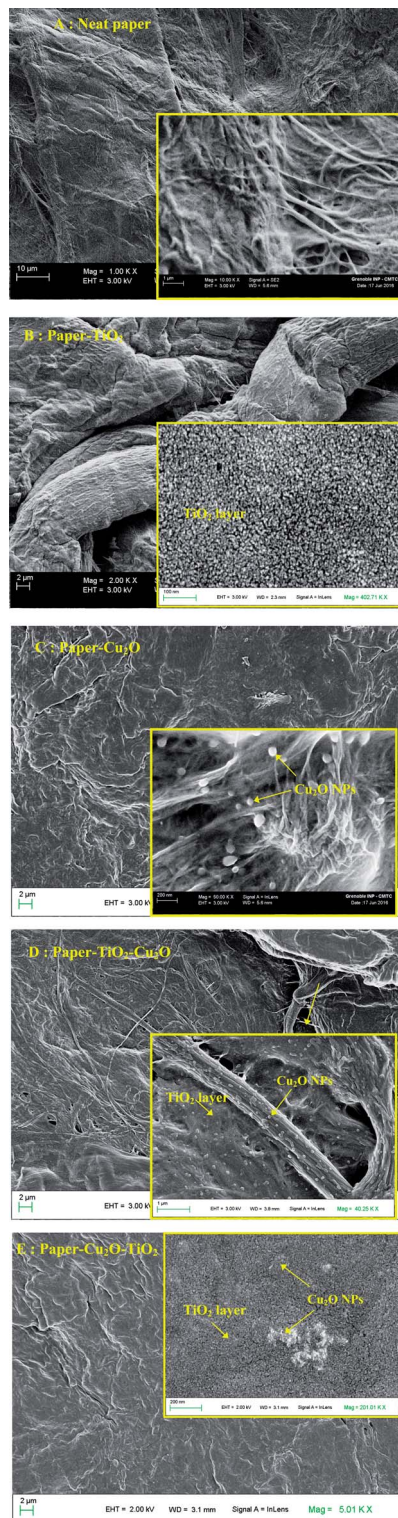 A : Neat paper
10 µm
Mag = 1.00 K X
EHT = 3.00 kV
1 µm
Mag = 10.00 K X
EHT = 3.00 kV
Signal A = SE2
WD = 5.6 mm
Grenoble INP - CMTC
Date :17 Jun 2016
B : Paper-TiO₂
2 µm
Mag = 2.00 K X
EHT = 3.00 kV
TiO₂ layer
100 nm
EHT = 3.00 kV
WD = 2.3 mm
Signal A = InLens
Mag = 402.71 K X
C : Paper-Cu₂O
2 µm
EHT = 3.00 kV
Cu₂O NPs
200 nm
Mag = 50.00 K X
EHT = 3.00 kV
Signal A = InLens
WD = 5.6 mm
Grenoble INP - CMTC
Date :17 Jun 2016
D : Paper-TiO₂-Cu₂O
2 µm
EHT = 3.00 kV
Cu₂O NPs
TiO₂ layer
1 µm
EHT = 3.00 kV
WD = 3.8 mm
Signal A = InLens
Mag = 40.25 K X
E : Paper-Cu₂O-TiO₂
Cu₂O NPs
TiO₂ layer
200 nm
EHT = 2.00 kV
WD = 3.1 mm
Signal A = InLens
Mag = 201.01 K X
2 µm
EHT = 2.00 kV
WD = 3.1 mm
Signal A = InLens
Mag = 5.01 K X